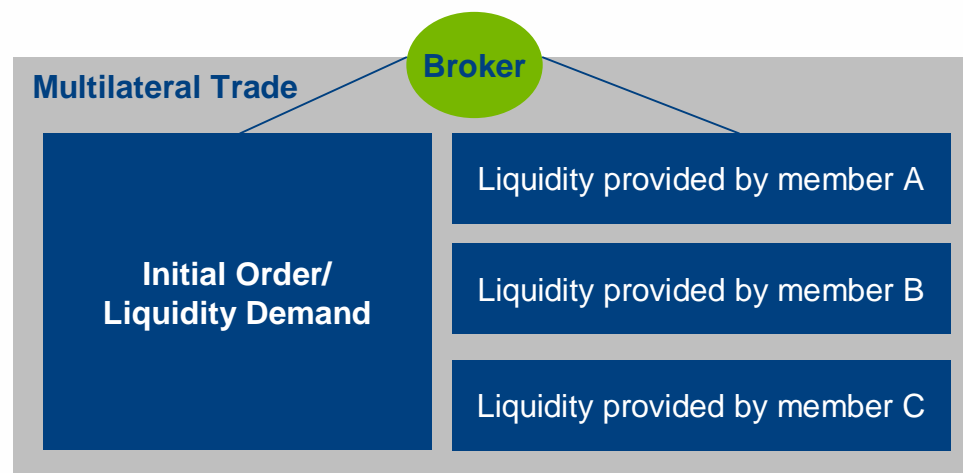 Broker
Multilateral Trade
Initial Order/
Liquidity Demand
Liquidity provided by member A
Liquidity provided by member B
Liquidity provided by member C